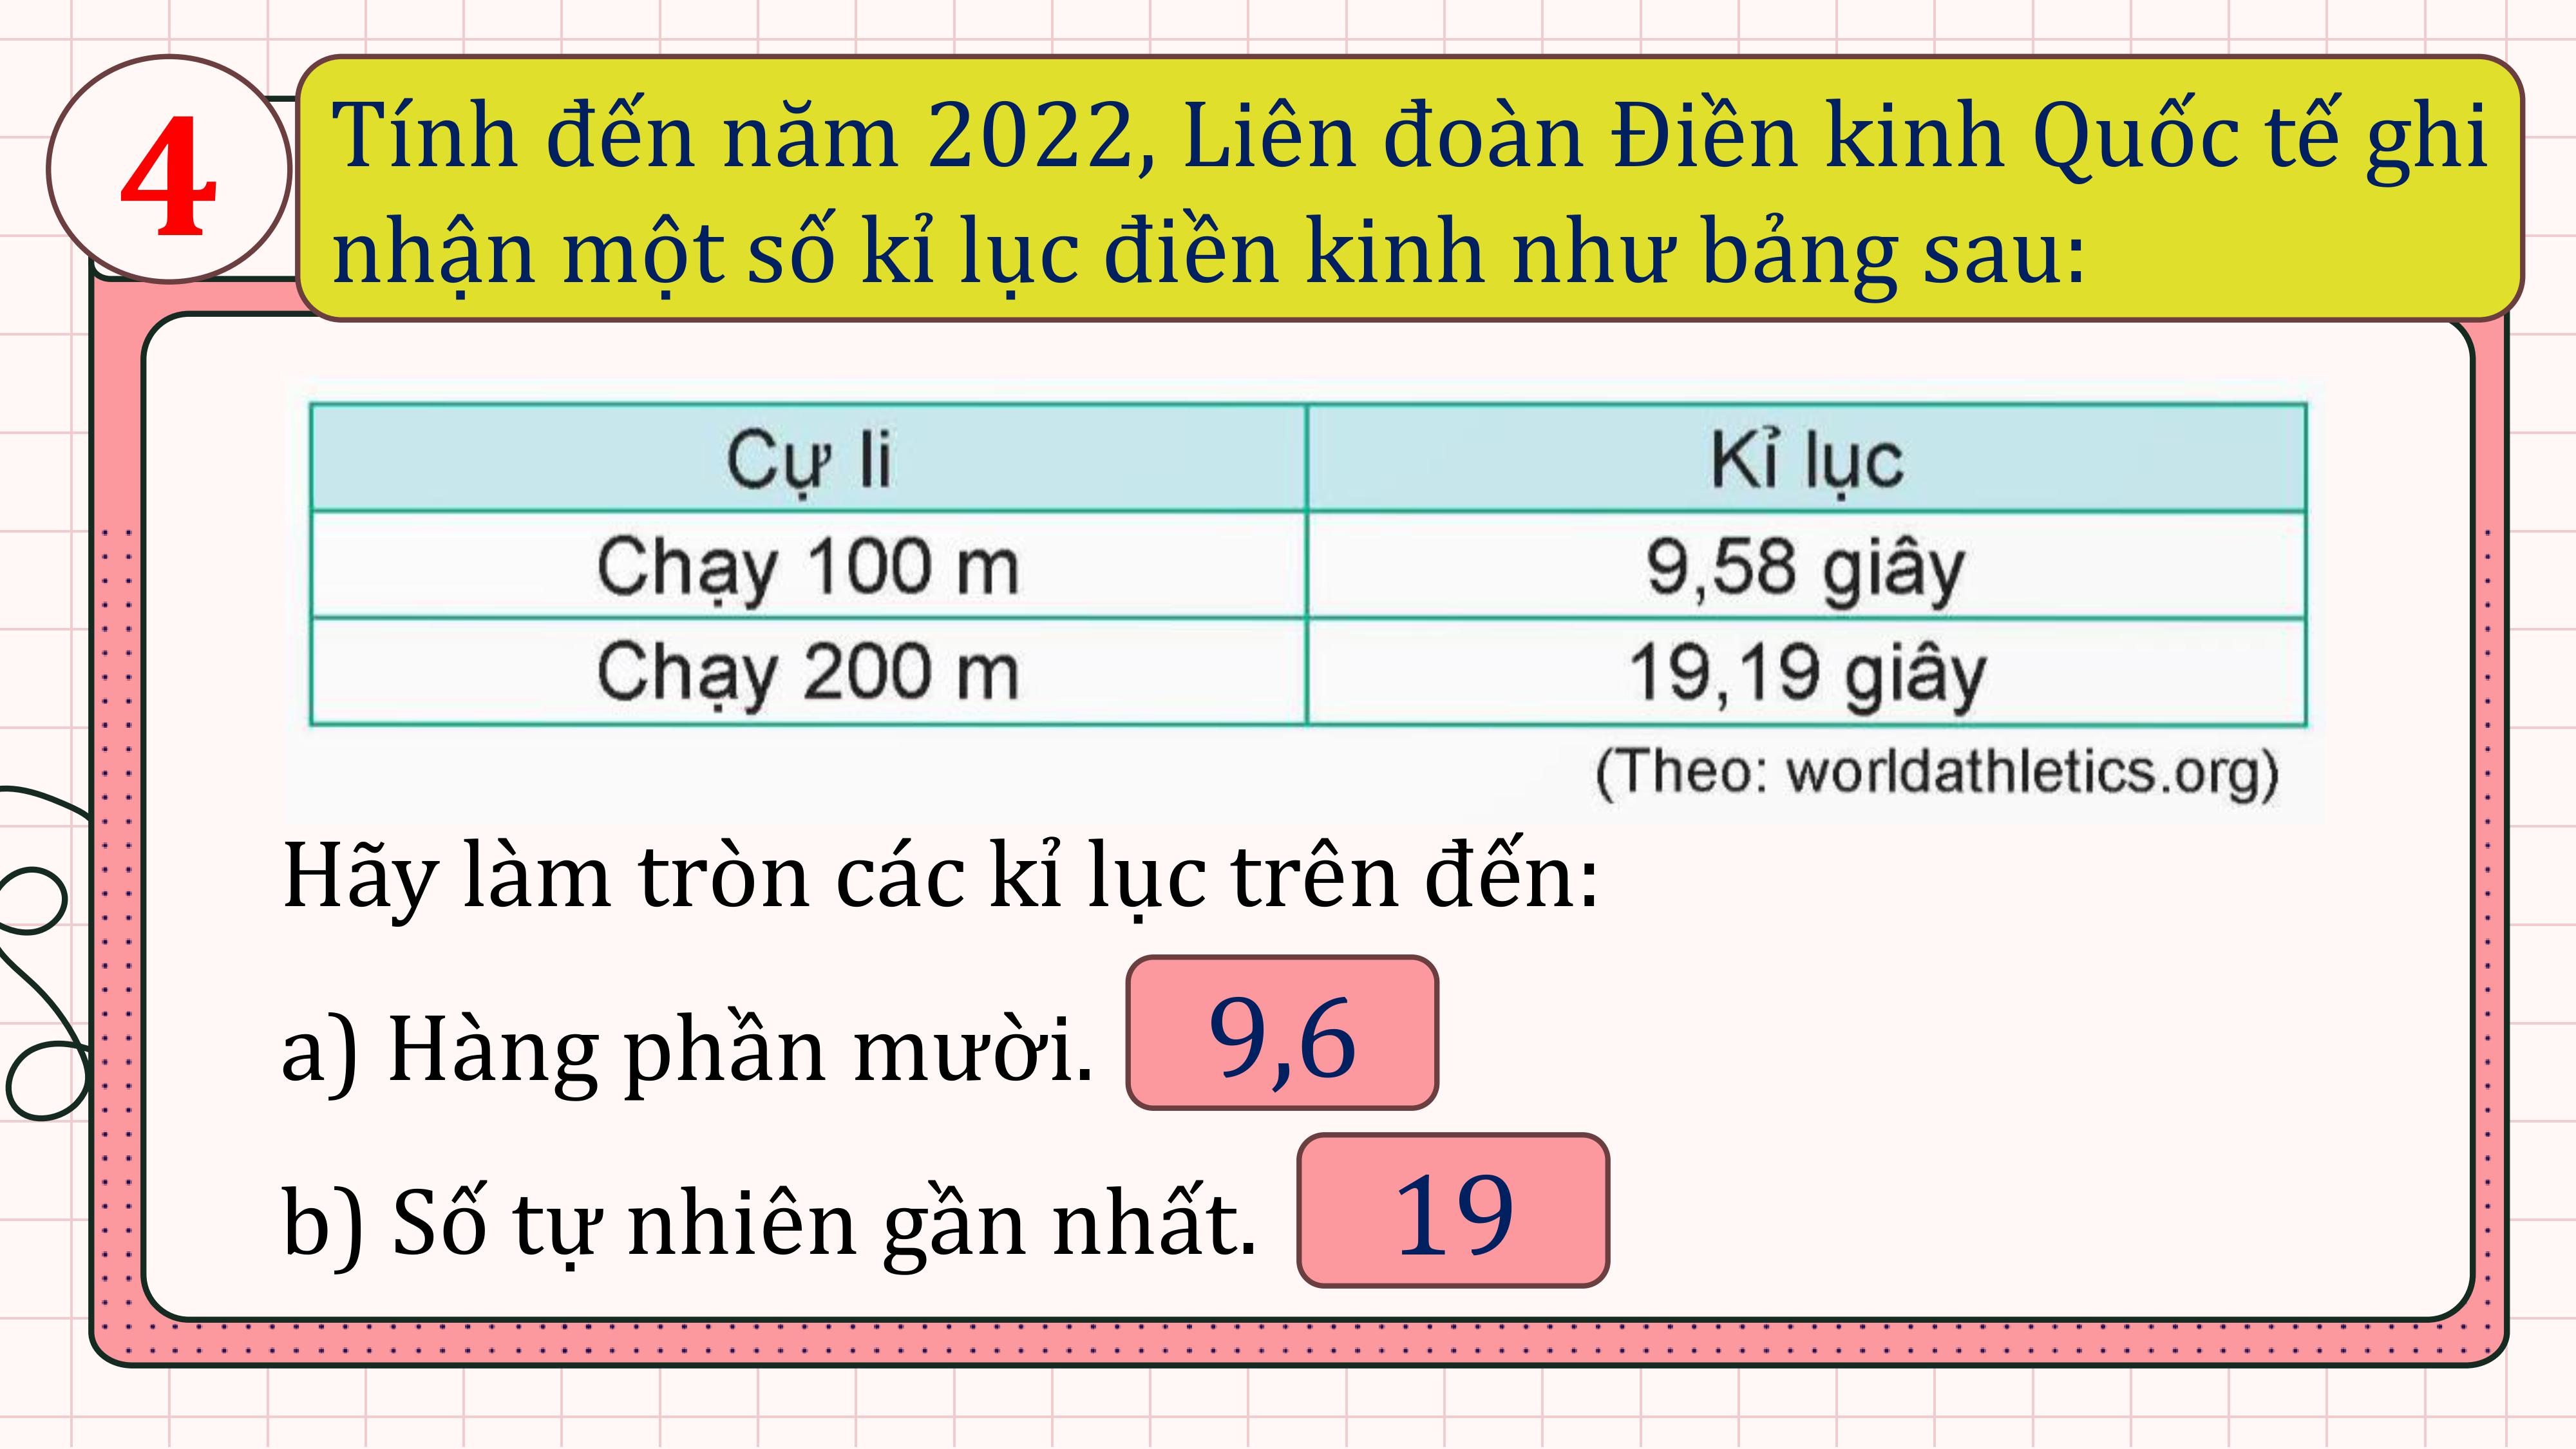 4
Tính đến năm 2022, Liên đoàn Điền kinh Quốc tế ghi
nhận một số kỉ lục điền kinh như bảng sau:
Cự li Kỉ lục
Chạy 100 m 9,58 giây
Chạy 200 m 19,19 giây
(Theo: worldathletics.org)
Hãy làm tròn các kỉ lục trên đến:
a) Hàng phần mười. 9,6
b) Số tự nhiên gần nhất. 19